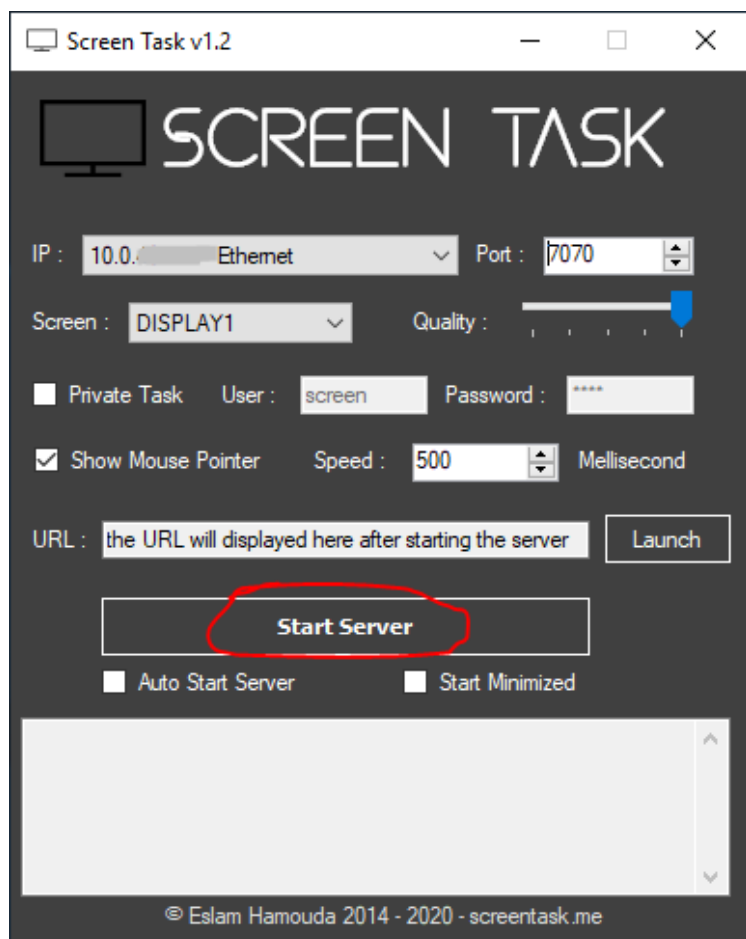 Screen Task v1.2
SCREEN TASK
IP : 10.0. Ethernet Port : 7070
Screen : DISPLAY1 Quality :
Private Task User : screen Password : ****
Show Mouse Pointer Speed : 500 Mellisecond
URL : the URL will displayed here after starting the server Launch
Start Server
Auto Start Server Start Minimized
© Eslam Hamouda 2014 - 2020 - screentask.me